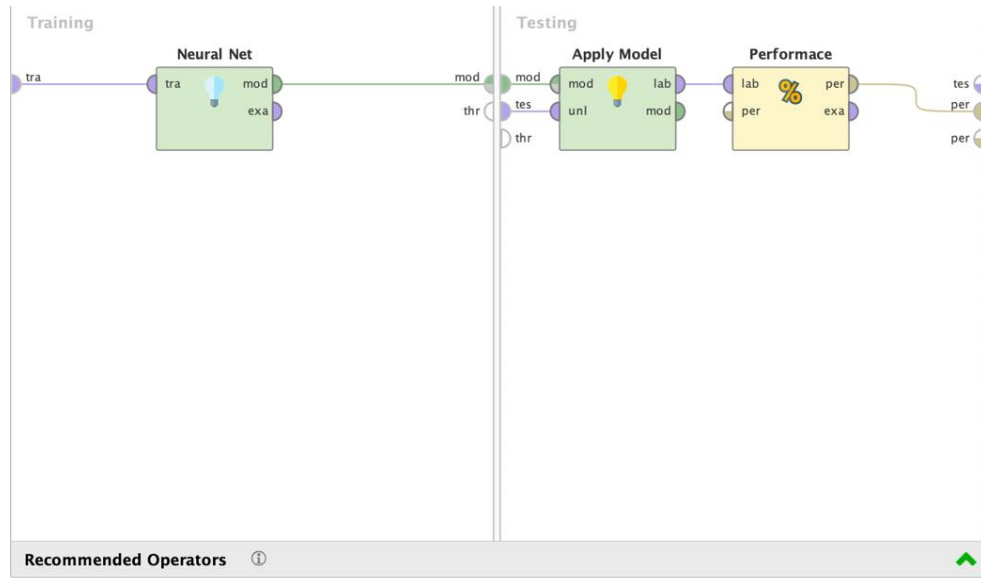 Training
Testing
Neural Net
Apply Model
Performace
tra
tra
mod
exa
mod
thr
mod
tes
thr
mod
lab
unl
mod
lab
per
per
exa
tes
per
per
Recommended Operators